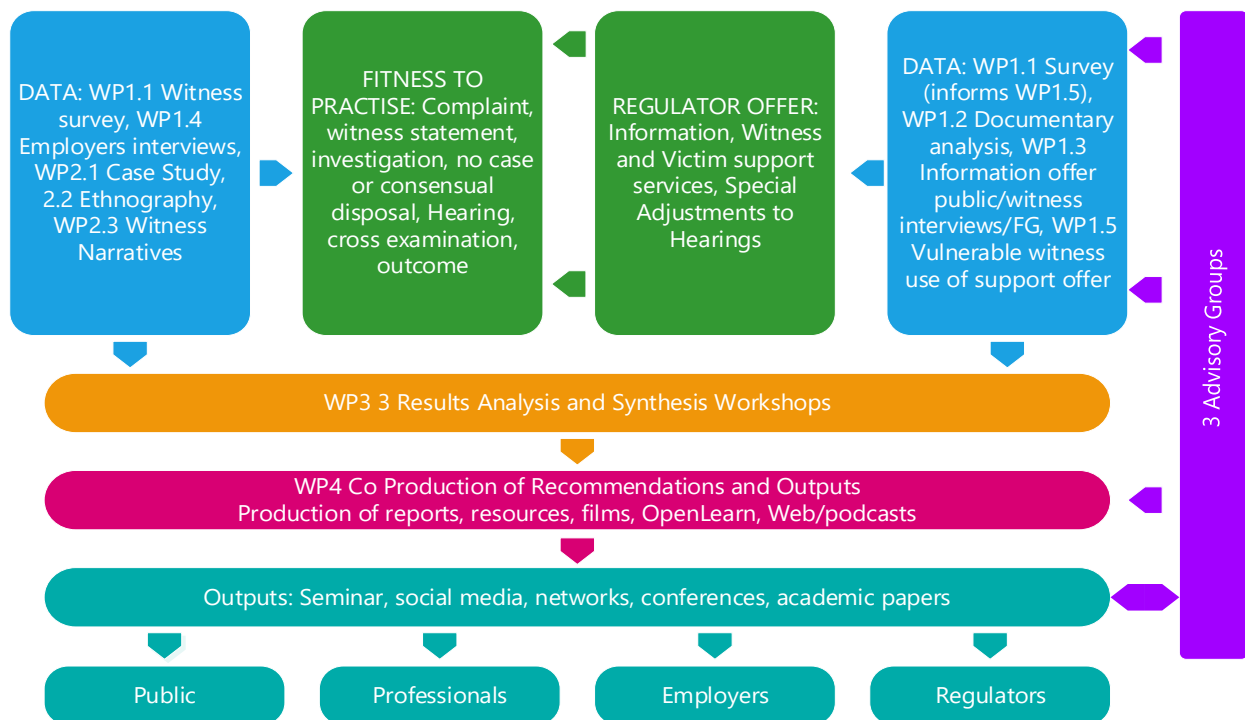 DATA: WP1.1 Witness
survey, WP1.4
Employers interviews,
WP2.1 Case Study,
2.2 Ethnography,
WP2.3 Witness
Narratives
FITNESS TO
PRACTISE: Complaint,
witness statement,
investigation, no case
or consensual
disposal, Hearing,
cross examination,
outcome
REGULATOR OFFER:
Information, Witness
and Victim support
services, Special
Adjustments to
Hearings
DATA: WP1.1 Survey
(informs WP1.5),
WP1.2 Documentary
analysis, WP1.3
Information offer
public/witness
interviews/FG, WP1.5
Vulnerable witness
use of support offer
3 Advisory Groups
WP3 3 Results Analysis and Synthesis Workshops
WP4 Co Production of Recommendations and Outputs
Production of reports, resources, films, OpenLearn, Web/podcasts
Outputs: Seminar, social media, networks, conferences, academic papers
Public
Professionals
Employers
Regulators